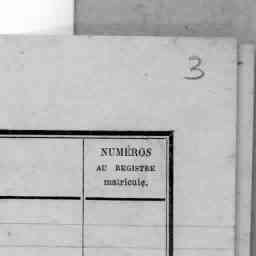 3
NUMÉROS
AU REGISTRE
matricule.